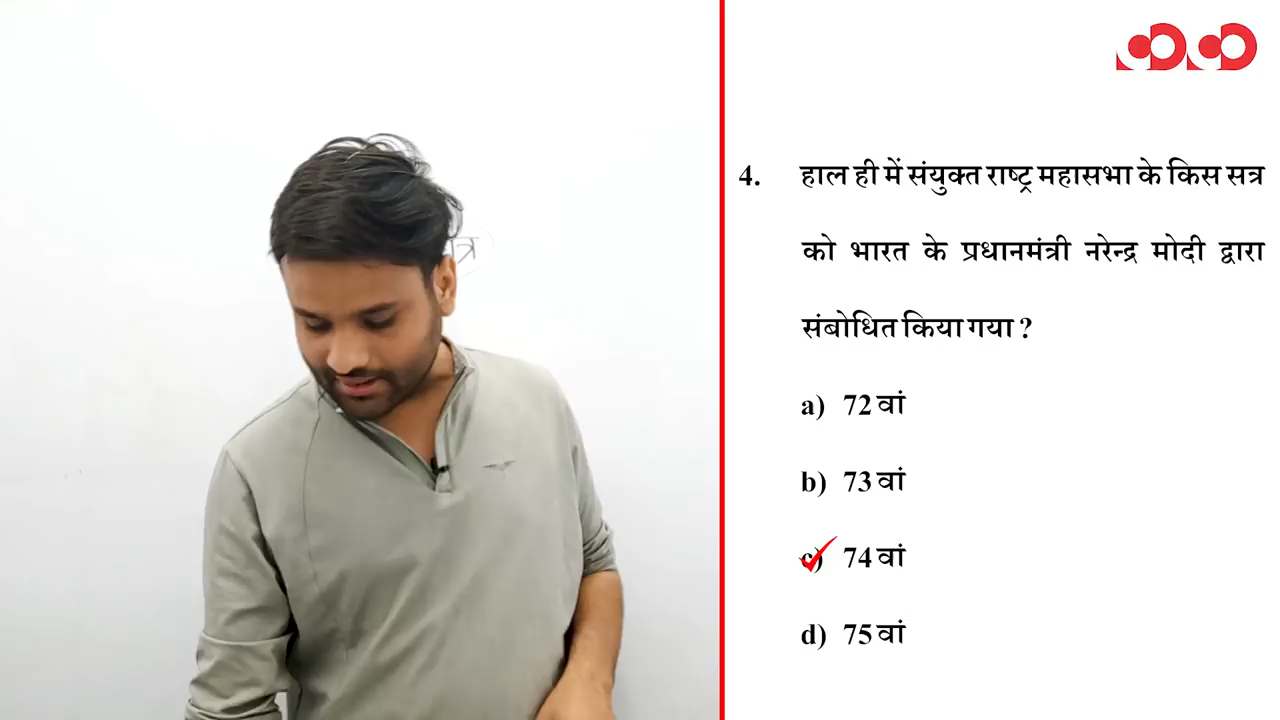 4. हाल ही में संयुक्त राष्ट्र महासभा के किस सत्र
को भारत के प्रधानमंत्री नरेन्द्र मोदी द्वारा
संबोधित किया गया ?
a) 72 वां
b) 73 वां
c) 74 वां
d) 75 वां